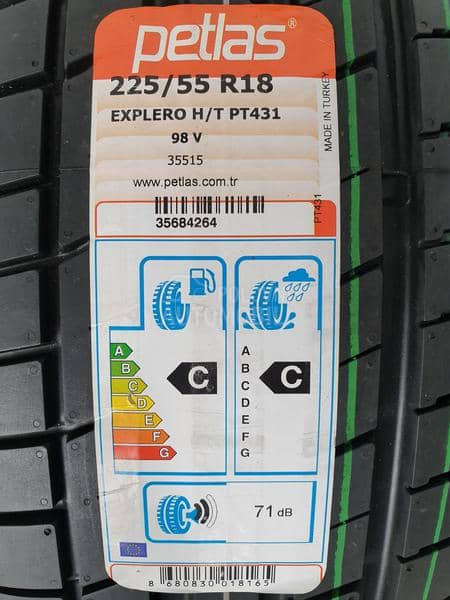 petlas®
225/55 R18
EXPLERO H/T PT431
98 V
35515
www.petlas.com.tr
35684264
MADE IN TURKEY
PT431
A
B
C
D
E
F
G
C
A
B
C
D
E
F
G
C
71 dB
8 680830 018165